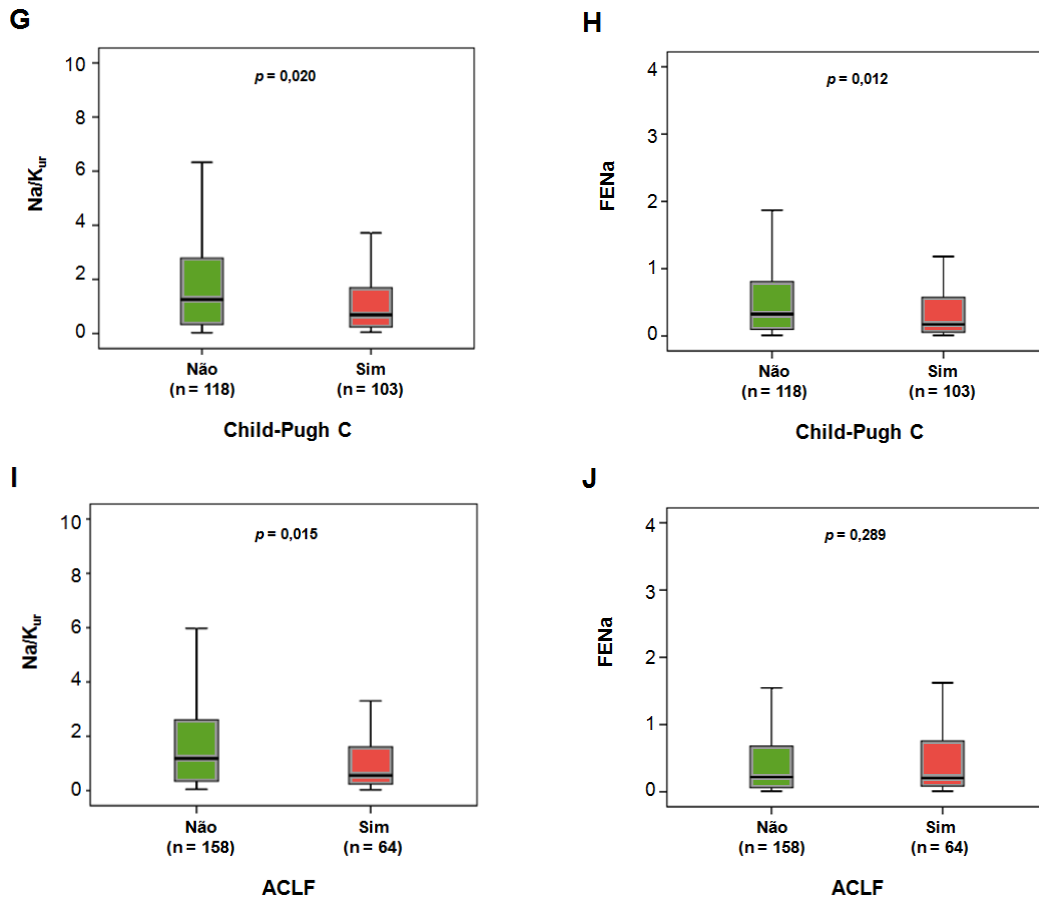 G
p = 0,020
10
8
6
4
2
0
Na/Kur
Não
(n = 118)
Sim
(n = 103)
Child-Pugh C
H
p = 0,012
4
3
2
1
0
FENa
Não
(n = 118)
Sim
(n = 103)
Child-Pugh C
I
p = 0,015
10
8
6
4
2
0
Na/Kur
Não
(n = 158)
Sim
(n = 64)
ACLF
J
p = 0,289
4
3
2
1
0
FENa
Não
(n = 158)
Sim
(n = 64)
ACLF